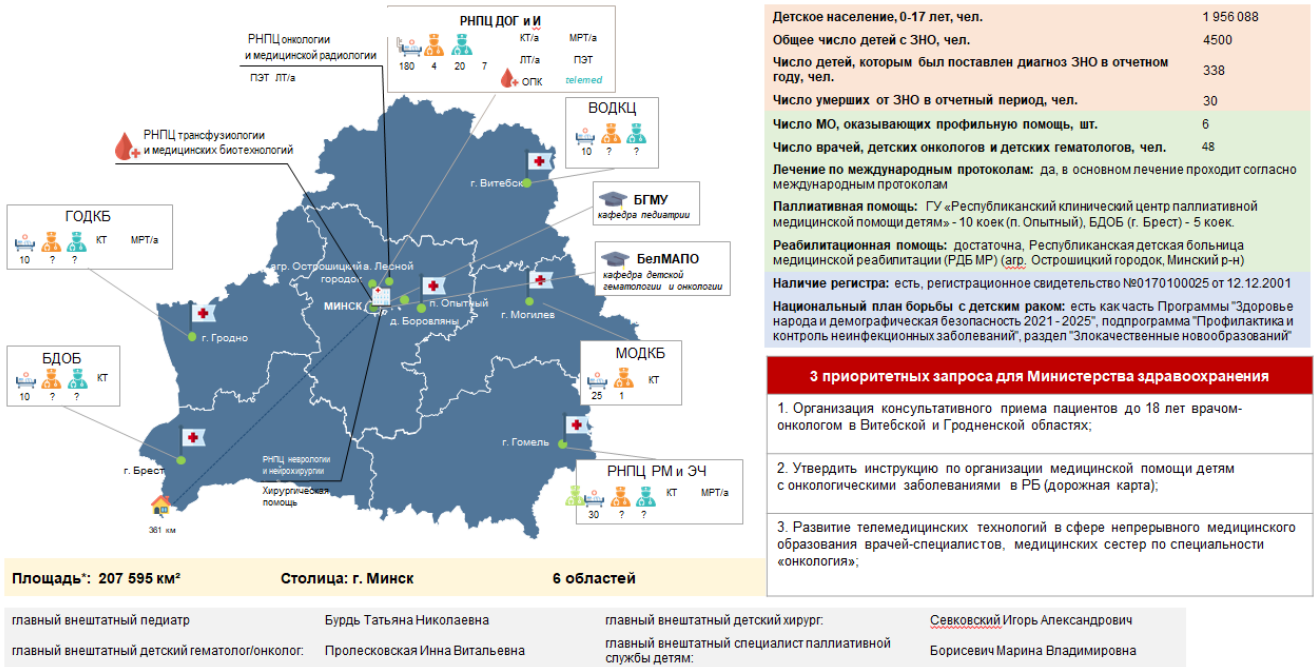 РНПЦ ДОГ и И
КТ/а МРТ/а
ЛТ/а ПЭТ
180 4 20 7
ОПК telemed
РНПЦ онкологии
и медицинской радиологии
ПЭТ ЛТ/а
РНПЦ трансфузиологии
и медицинских биотехнологий
ВОДКЦ
10 ? ?
г. Витебск
БГМУ
кафедра педиатрии
БелМАПО
кафедра детской
гематологии и онкологии
ГОДКБ
КТ МРТ/а
10 ? ?
агр. Острошицкий
городок
а. Лесной
МИНСК
п. Опытный
д. Боровляны
г. Могилев
г. Гродно
БДОБ
КТ
10 ? ?
МОДКБ
КТ
25 1
г. Гомель
г. Брест
РНПЦ неврологии
и нейрохирургии
Хирургическая
помощь
РНПЦ РМ и ЭЧ
КТ МРТ/а
30 ? ?
361 км
Площадь*: 207 595 км² Столица: г. Минск 6 областей
Детское население, 0-17 лет, чел. 1 956 088
Общее число детей с ЗНО, чел. 4500
Число детей, которым был поставлен диагноз ЗНО в отчетном
году, чел. 338
Число умерших от ЗНО в отчетный период, чел. 30
Число МО, оказывающих профильную помощь, шт. 6
Число врачей, детских онкологов и детских гематологов, чел. 48
Лечение по международным протоколам: да, в основном лечение проходит согласно
международным протоколам
Паллиативная помощь: ГУ «Республиканский клинический центр паллиативной
медицинской помощи детям» - 10 коек (п. Опытный), БДОБ (г. Брест) - 5 коек.
Реабилитационная помощь: достаточна, Республиканская детская больница
медицинской реабилитации (РДБ МР) (агр. Острошицкий городок, Минский р-н)
Наличие регистра: есть, регистрационное свидетельство №0170100025 от 12.12.2001
Национальный план борьбы с детским раком: есть как часть Программы "Здоровье
народа и демографическая безопасность 2021 - 2025", подпрограмма "Профилактика и
контроль неинфекционных заболеваний", раздел "Злокачественные новообразований"
3 приоритетных запроса для Министерства здравоохранения
1. Организация консультативного приема пациентов до 18 лет врачом-
онкологом в Витебской и Гродненской областях;
2. Утвердить инструкцию по организации медицинской помощи детям
с онкологическими заболеваниями в РБ (дорожная карта);
3. Развитие телемедицинских технологий в сфере непрерывного медицинского
образования врачей-специалистов, медицинских сестер по специальности
«онкология»;
главный внештатный педиатр Бурдь Татьяна Николаевна главный внештатный детский хирург: Севковский Игорь Александрович
главный внештатный детский гематолог/онколог: Пролесковская Инна Витальевна главный внештатный специалист паллиативной
службы детям: Борисевич Марина Владимировна